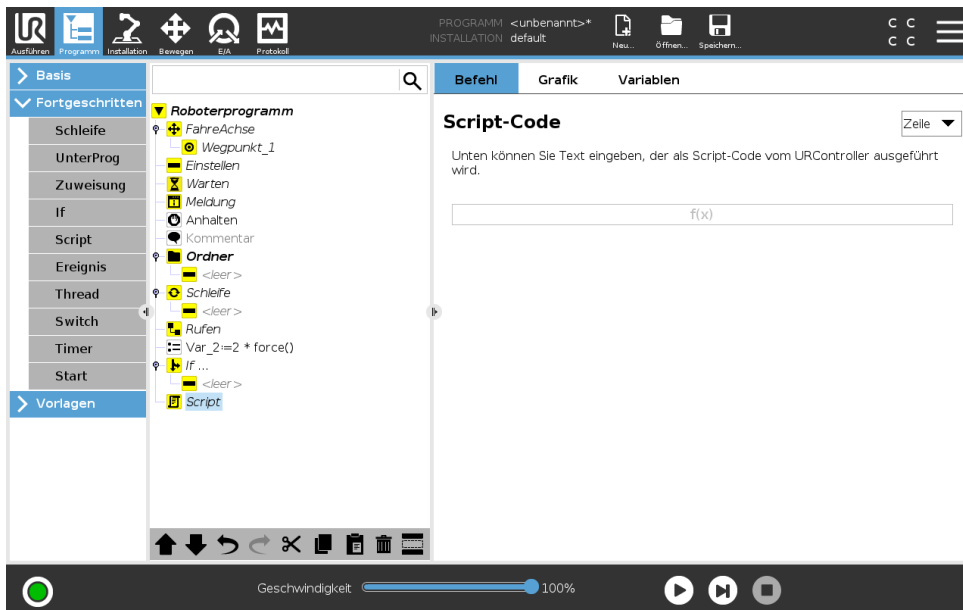 PROGRAMM <unbenannt>*
INSTALLATION default
Ausführen Programm Installation Bewegen E/A Protokoll Neu... Öffnen... Speichern...
C C
C C
Basis
Fortgeschritten
Schleife
UnterProg
Zuweisung
If
Script
Ereignis
Thread
Switch
Timer
Start
Vorlagen
Roboterprogramm
FahreAchse
Wegpunkt_1
Einstellen
Warten
Meldung
Anhalten
Kommentar
Ordner
<leer>
Schleife
<leer>
Rufen
Var_2:=2 * force()
If ...
<leer>
Script
Befehl Grafik Variablen
Script-Code
Zeile
Unten können Sie Text eingeben, der als Script-Code vom URController ausgeführt
wird.
f(x)
Geschwindigkeit 100%